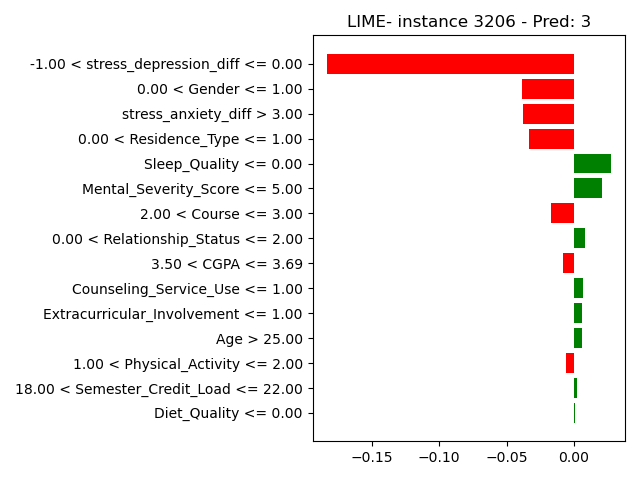 LIME- instance 3206 - Pred: 3
-1.00 < stress_depression_diff <= 0.00
0.00 < Gender <= 1.00
stress_anxiety_diff > 3.00
0.00 < Residence_Type <= 1.00
Sleep_Quality <= 0.00
Mental_Severity_Score <= 5.00
2.00 < Course <= 3.00
0.00 < Relationship_Status <= 2.00
3.50 < CGPA <= 3.69
Counseling_Service_Use <= 1.00
Extracurricular_Involvement <= 1.00
Age > 25.00
1.00 < Physical_Activity <= 2.00
18.00 < Semester_Credit_Load <= 22.00
Diet_Quality <= 0.00
−0.15 −0.10 −0.05 0.00